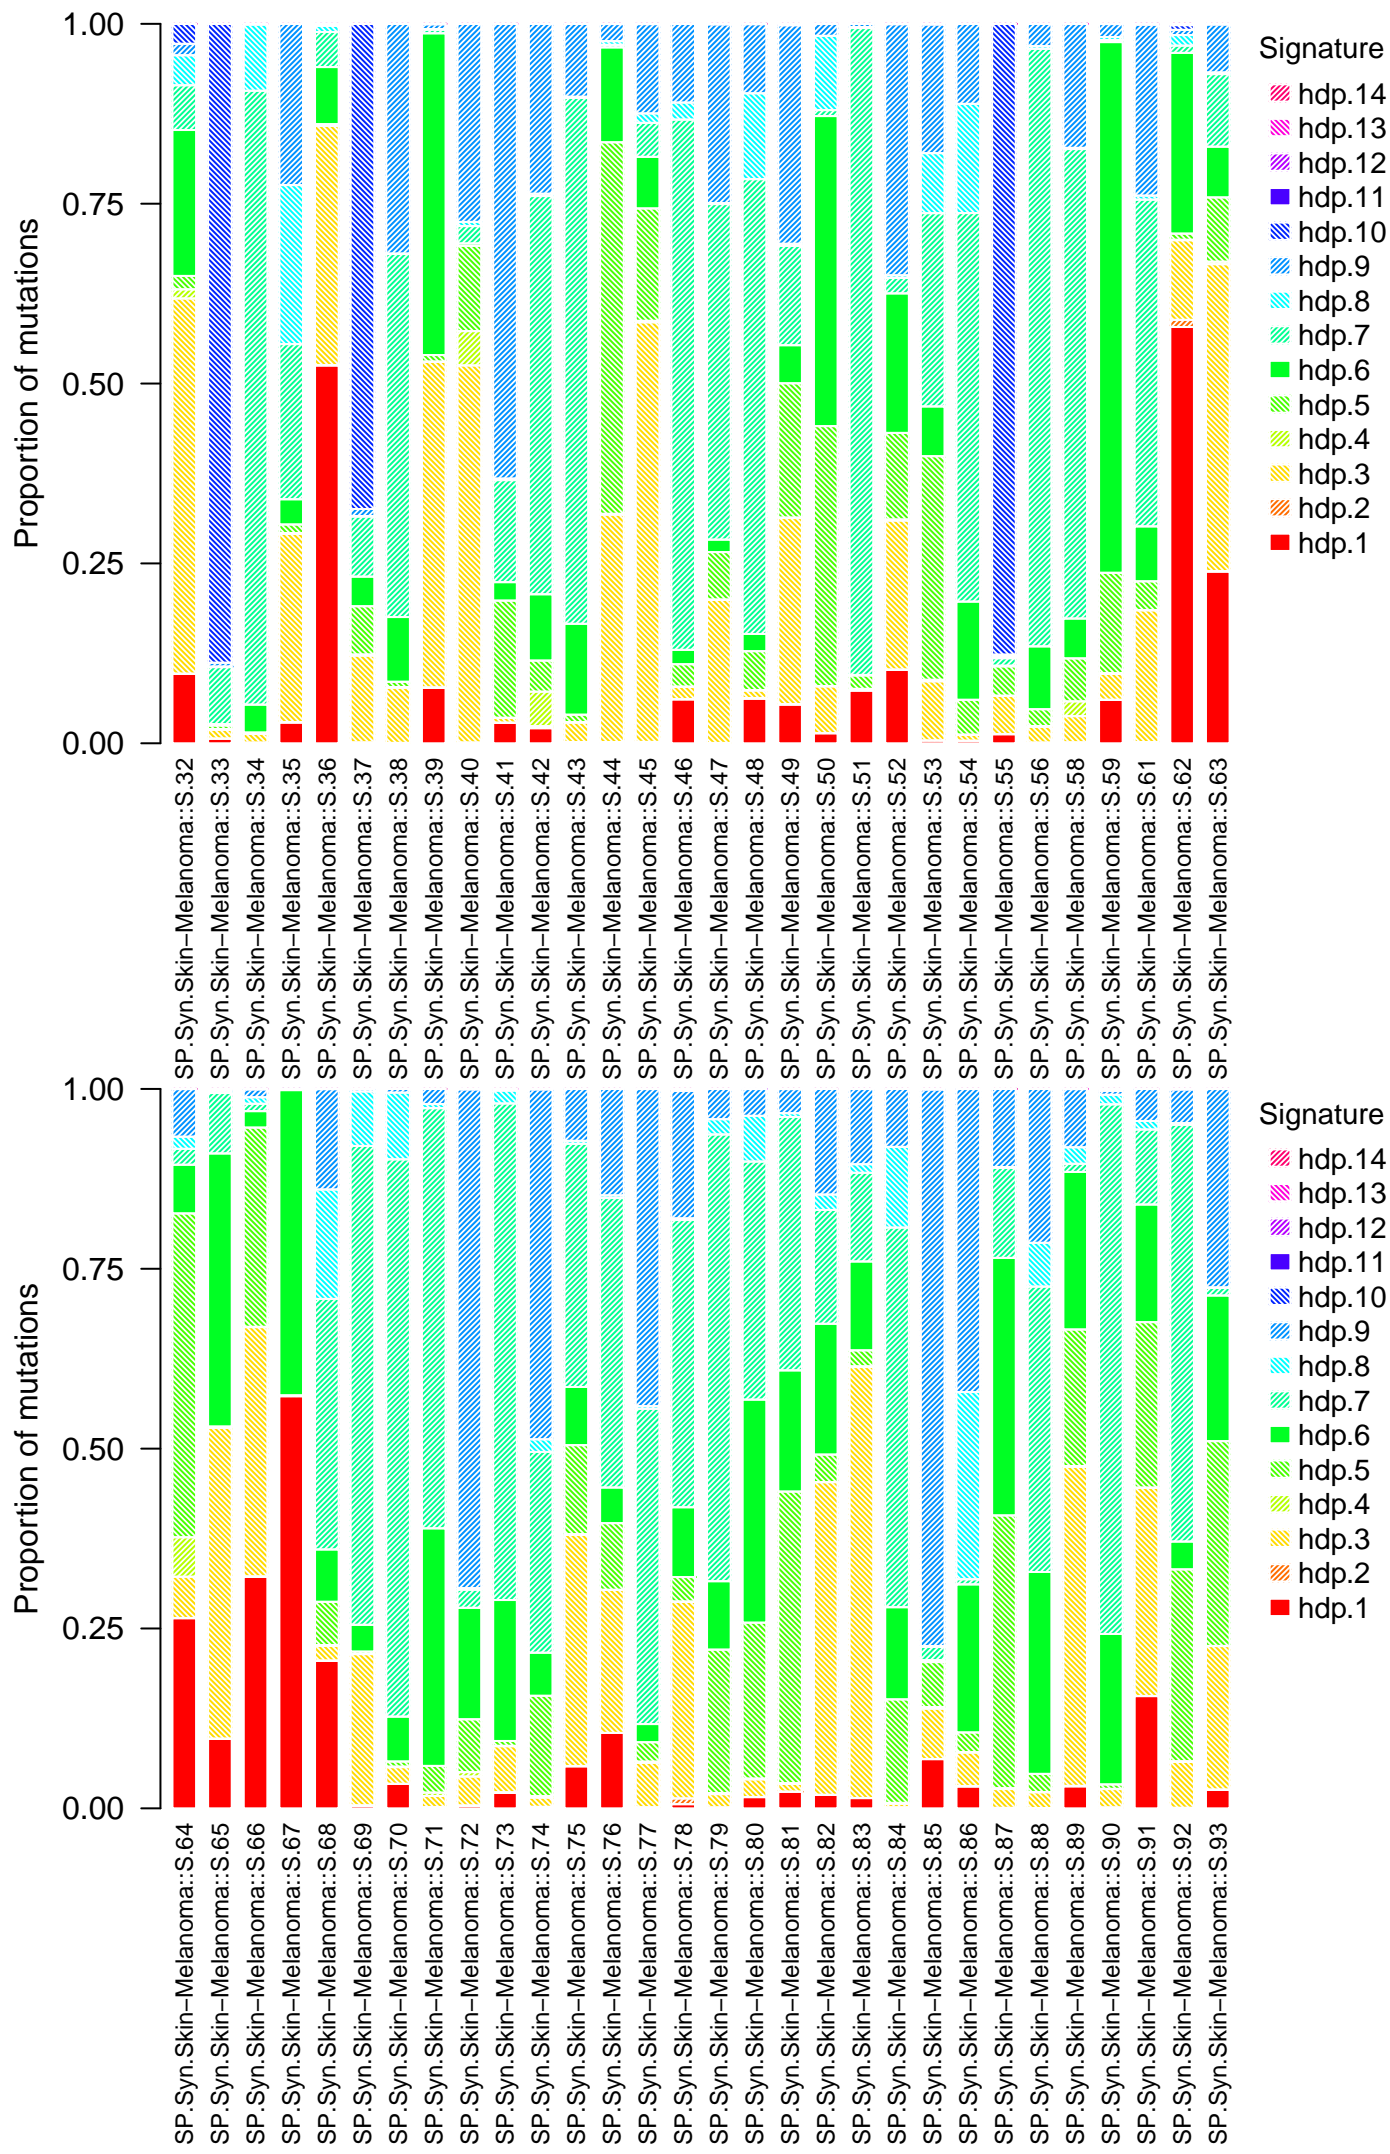 1.00
0.75
0.50
0.25
0.00
Proportion of mutations
SP.Syn.Skin−Melanoma::S.32
SP.Syn.Skin−Melanoma::S.33
SP.Syn.Skin−Melanoma::S.34
SP.Syn.Skin−Melanoma::S.35
SP.Syn.Skin−Melanoma::S.36
SP.Syn.Skin−Melanoma::S.37
SP.Syn.Skin−Melanoma::S.38
SP.Syn.Skin−Melanoma::S.39
SP.Syn.Skin−Melanoma::S.40
SP.Syn.Skin−Melanoma::S.41
SP.Syn.Skin−Melanoma::S.42
SP.Syn.Skin−Melanoma::S.43
SP.Syn.Skin−Melanoma::S.44
SP.Syn.Skin−Melanoma::S.45
SP.Syn.Skin−Melanoma::S.46
SP.Syn.Skin−Melanoma::S.47
SP.Syn.Skin−Melanoma::S.48
SP.Syn.Skin−Melanoma::S.49
SP.Syn.Skin−Melanoma::S.50
SP.Syn.Skin−Melanoma::S.51
SP.Syn.Skin−Melanoma::S.52
SP.Syn.Skin−Melanoma::S.53
SP.Syn.Skin−Melanoma::S.54
SP.Syn.Skin−Melanoma::S.55
SP.Syn.Skin−Melanoma::S.56
SP.Syn.Skin−Melanoma::S.58
SP.Syn.Skin−Melanoma::S.59
SP.Syn.Skin−Melanoma::S.61
SP.Syn.Skin−Melanoma::S.62
SP.Syn.Skin−Melanoma::S.63
Signature
hdp.14
hdp.13
hdp.12
hdp.11
hdp.10
hdp.9
hdp.8
hdp.7
hdp.6
hdp.5
hdp.4
hdp.3
hdp.2
hdp.1
1.00
0.75
0.50
0.25
0.00
Proportion of mutations
SP.Syn.Skin−Melanoma::S.64
SP.Syn.Skin−Melanoma::S.65
SP.Syn.Skin−Melanoma::S.66
SP.Syn.Skin−Melanoma::S.67
SP.Syn.Skin−Melanoma::S.68
SP.Syn.Skin−Melanoma::S.69
SP.Syn.Skin−Melanoma::S.70
SP.Syn.Skin−Melanoma::S.71
SP.Syn.Skin−Melanoma::S.72
SP.Syn.Skin−Melanoma::S.73
SP.Syn.Skin−Melanoma::S.74
SP.Syn.Skin−Melanoma::S.75
SP.Syn.Skin−Melanoma::S.76
SP.Syn.Skin−Melanoma::S.77
SP.Syn.Skin−Melanoma::S.78
SP.Syn.Skin−Melanoma::S.79
SP.Syn.Skin−Melanoma::S.80
SP.Syn.Skin−Melanoma::S.81
SP.Syn.Skin−Melanoma::S.82
SP.Syn.Skin−Melanoma::S.83
SP.Syn.Skin−Melanoma::S.84
SP.Syn.Skin−Melanoma::S.85
SP.Syn.Skin−Melanoma::S.86
SP.Syn.Skin−Melanoma::S.87
SP.Syn.Skin−Melanoma::S.88
SP.Syn.Skin−Melanoma::S.89
SP.Syn.Skin−Melanoma::S.90
SP.Syn.Skin−Melanoma::S.91
SP.Syn.Skin−Melanoma::S.92
SP.Syn.Skin−Melanoma::S.93
Signature
hdp.14
hdp.13
hdp.12
hdp.11
hdp.10
hdp.9
hdp.8
hdp.7
hdp.6
hdp.5
hdp.4
hdp.3
hdp.2
hdp.1